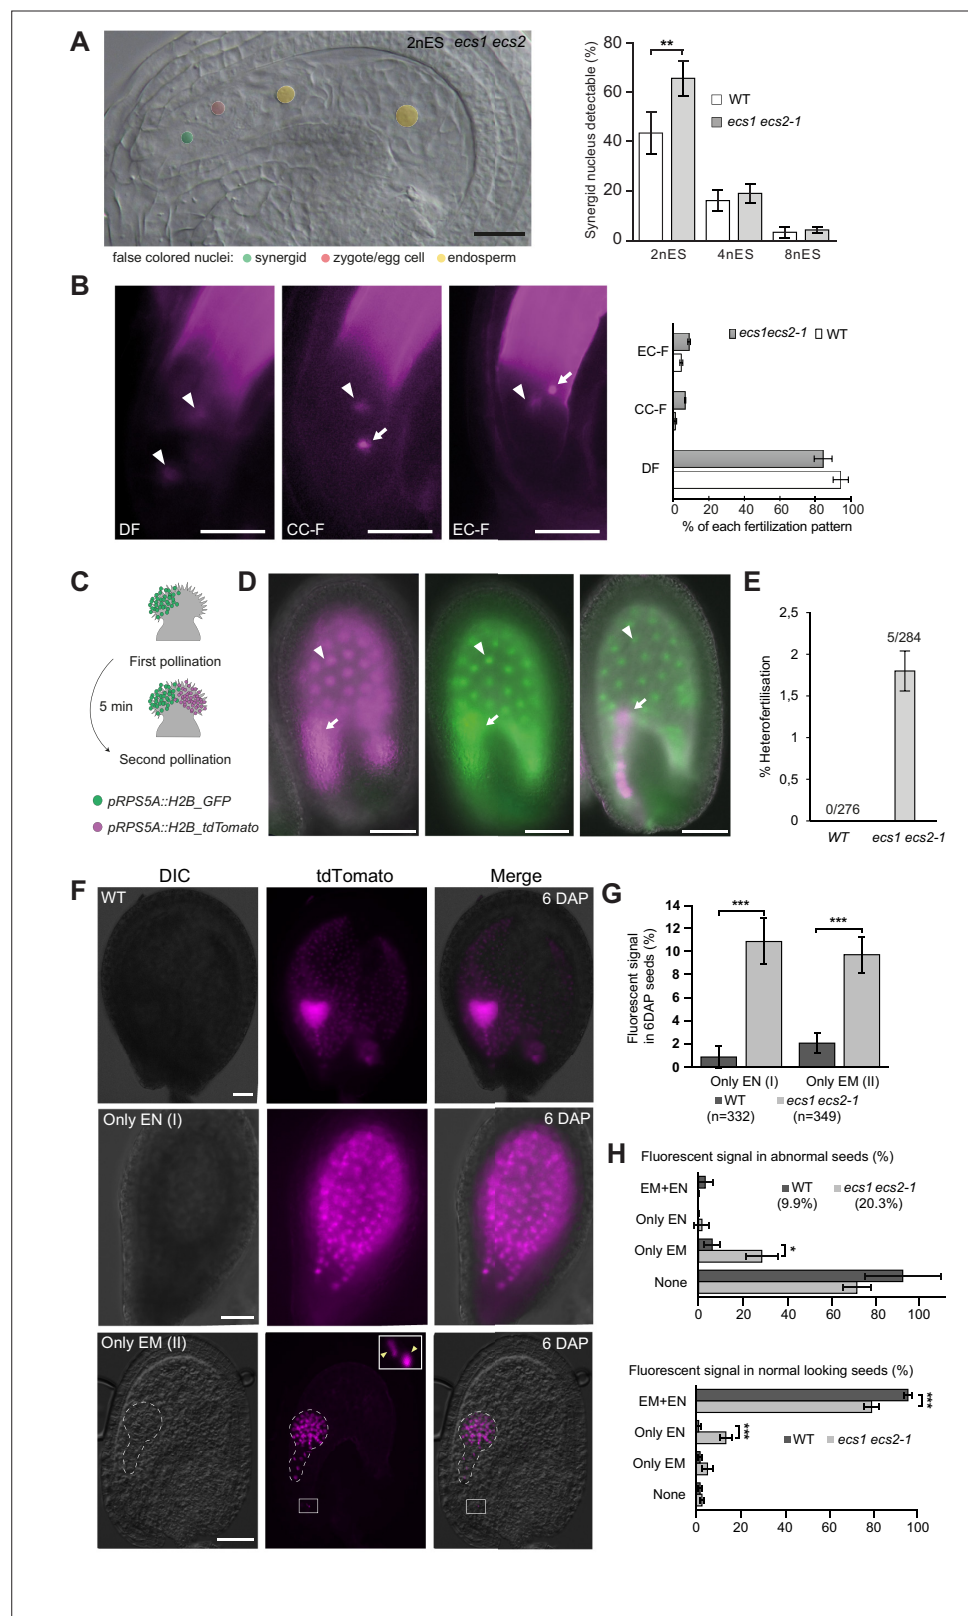 A
2nES ecs1 ecs2
false colored nuclei: synergid zygote/egg cell endosperm
Synergid nucleus detectable (%)
80
60
40
20
0
**
WT
ecs1 ecs2-1
2nES 4nES 8nES
B
DF
CC-F
EC-F
ecs1ecs2-1 WT
EC-F
CC-F
DF
0 20 40 60 80 100
% of each fertilization pattern
C
First pollination
5 min
Second pollination
pRPS5A::H2B_GFP
pRPS5A::H2B_tdTomato
D
E
% Heterofertilisation
2,5
2
1,5
1
0,5
0
5/284
0/276
WT ecs1 ecs2-1
F
DIC tdTomato Merge
WT
6 DAP
Only EN (I)
6 DAP
Only EM (II)
6 DAP
G
Fluorescent signal
in 6DAP seeds (%)
14
12
10
8
6
4
2
0
***
***
Only EN (I) Only EM (II)
WT ecs1 ecs2-1
(n=332) (n=349)
H
Fluorescent signal in abnormal seeds (%)
EM+EN
Only EN
Only EM
None
WT ecs1 ecs2-1
(9.9%) (20.3%)
*
0 20 40 60 80 100
Fluorescent signal in normal looking seeds (%)
EM+EN
Only EN
Only EM
None
***
***
WT ecs1 ecs2-1
0 20 40 60 80 100